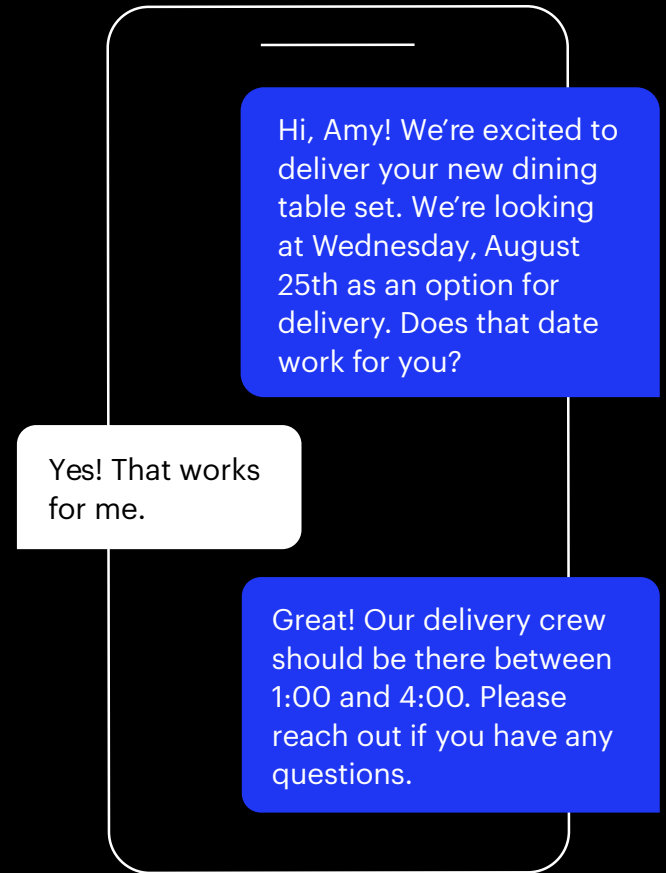 Hi, Amy! We’re excited to
deliver your new dining
table set. We’re looking
at Wednesday, August
25th as an option for
delivery. Does that date
work for you?
Yes! That works
for me.
Great! Our delivery crew
should be there between
1:00 and 4:00. Please
reach out if you have any
questions.